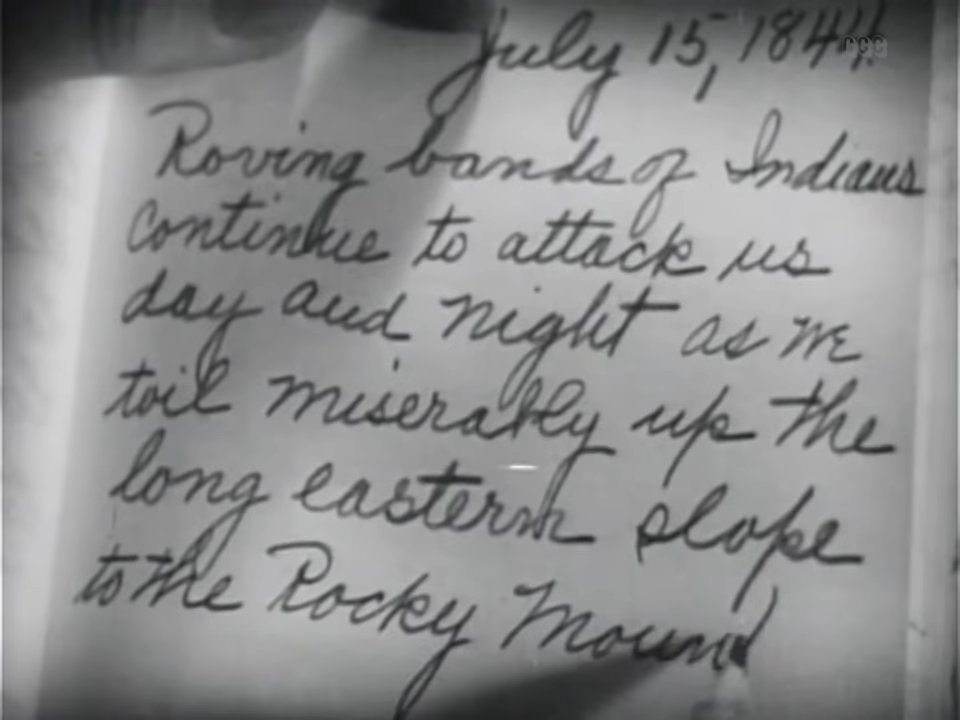 July 15, 1844
Roving bands of Indians
continue to attack us
day and night as we
toil miserably up the
long eastern slope
to the Rocky Moun